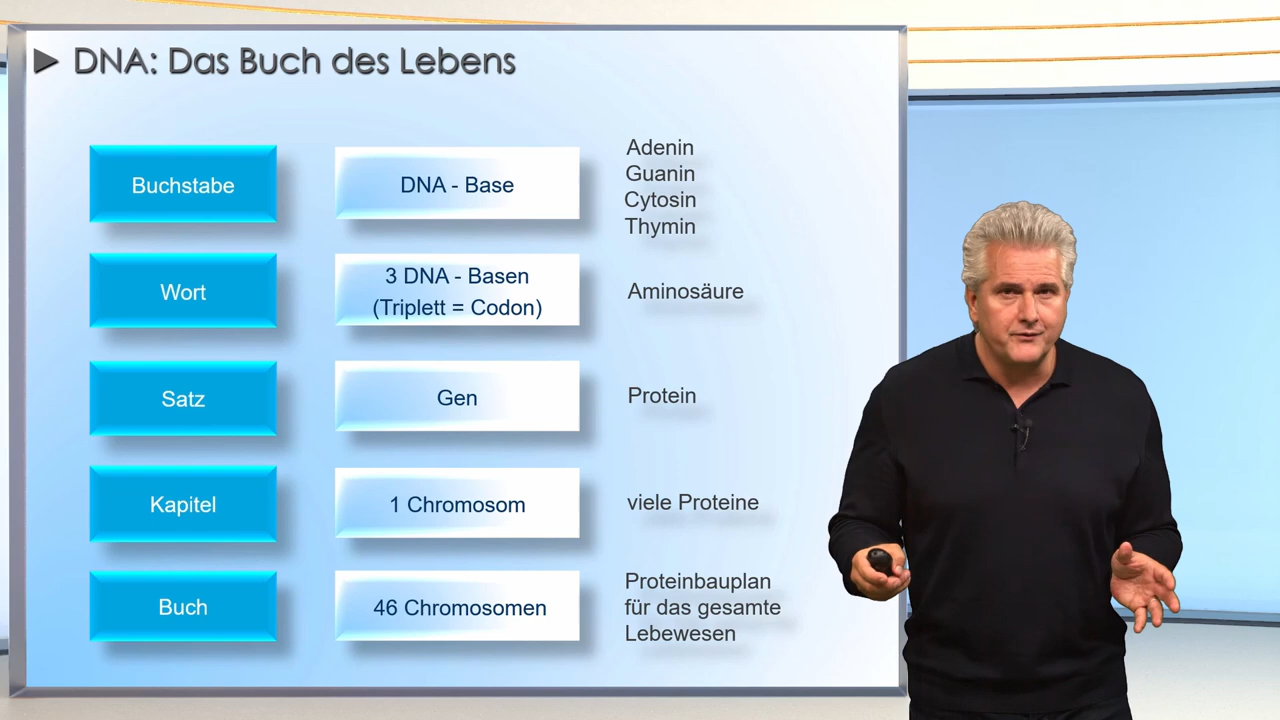 DNA: Das Buch des Lebens
Buchstabe
DNA - Base
Adenin
Guanin
Cytosin
Thymin
Wort
3 DNA - Basen
(Triplett = Codon)
Aminosäure
Satz
Gen
Protein
Kapitel
1 Chromosom
viele Proteine
Buch
46 Chromosomen
Proteinbauplan
für das gesamte
Lebewesen